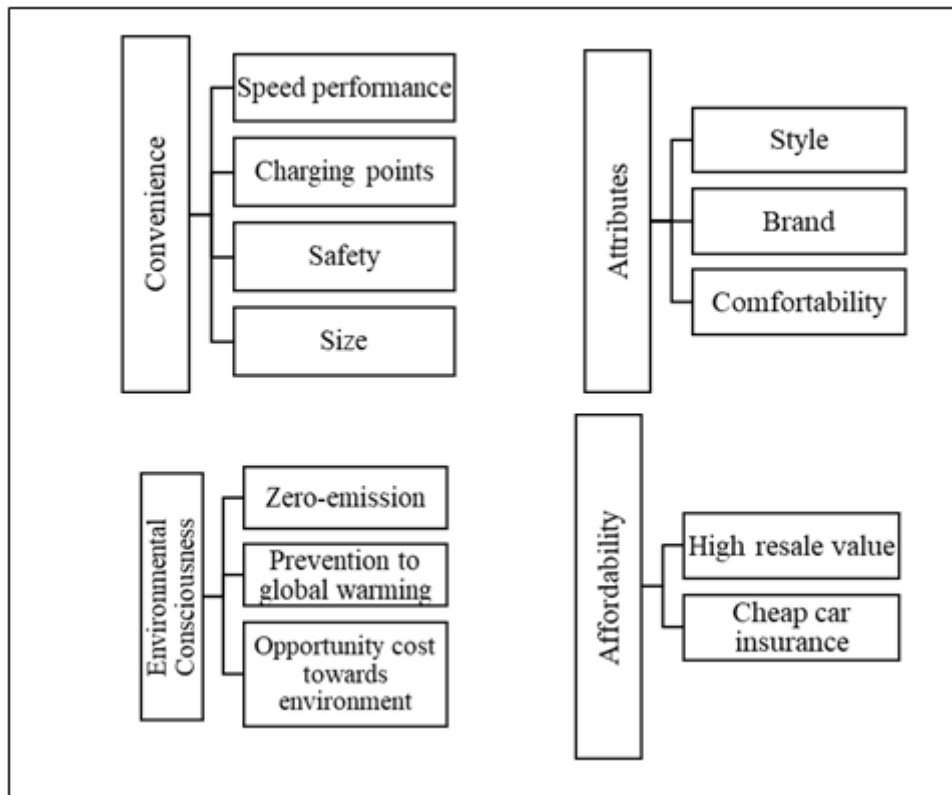 Convenience
Speed performance
Charging points
Safety
Size
Attributes
Style
Brand
Comfortability
Environmental
Consciousness
Zero-emission
Prevention to
global warming
Opportunity cost
towards
environment
Affordability
High resale value
Cheap car
insurance